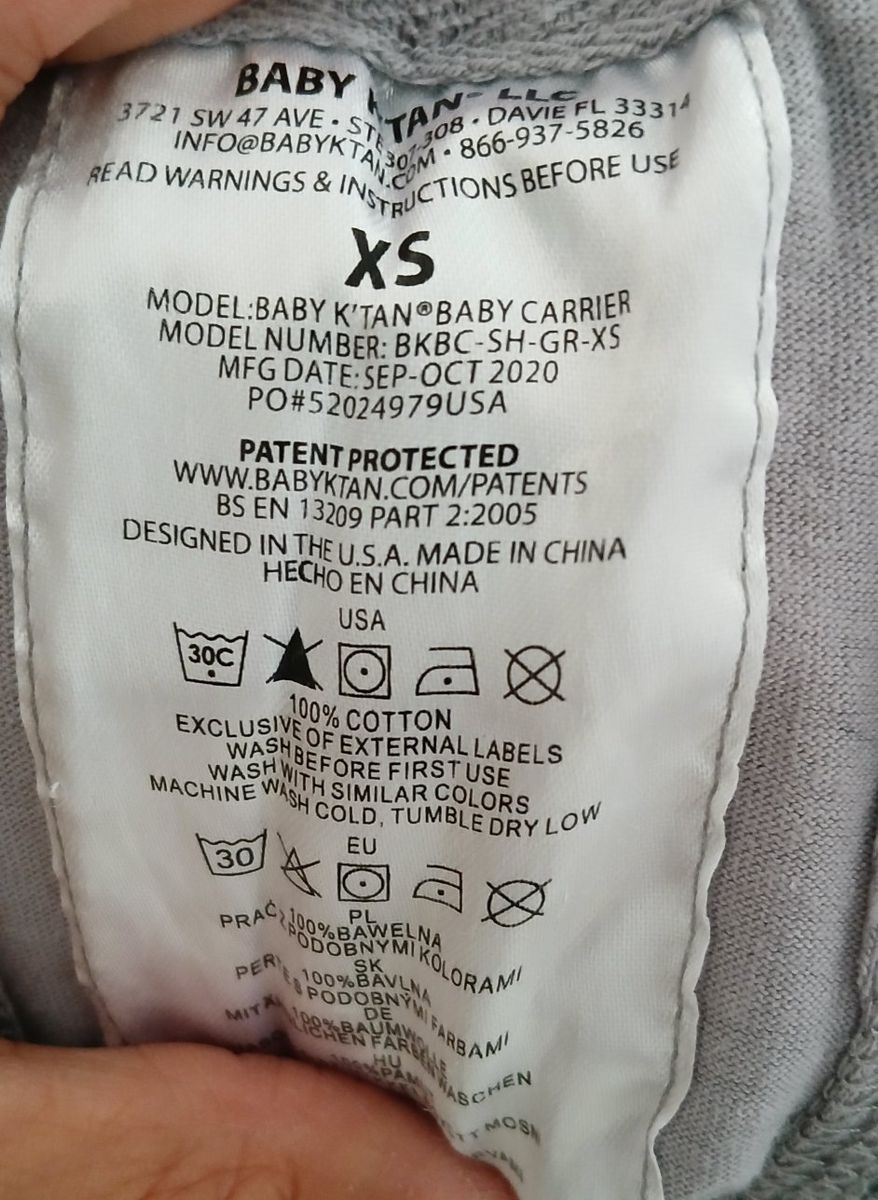 BABY K'TAN LLC
3721 SW 47 AVE • STE 307-308 • DAVIE FL 33314
INFO@BABYKTAN.COM • 866-937-5826
READ WARNINGS & INSTRUCTIONS BEFORE USE
XS
MODEL:BABY K'TAN®BABY CARRIER
MODEL NUMBER: BKBC-SH-GR-XS
MFG DATE:SEP-OCT 2020
PO#52024979USA
PATENT PROTECTED
WWW.BABYKTAN.COM/PATENTS
BS EN 13209 PART 2:2005
DESIGNED IN THE U.S.A. MADE IN CHINA
HECHO EN CHINA
USA
30C
100% COTTON
EXCLUSIVE OF EXTERNAL LABELS
WASH BEFORE FIRST USE
WASH WITH SIMILAR COLORS
MACHINE WASH COLD, TUMBLE DRY LOW
EU
30
PL
100%BAWELNA
PRAĆ Z PODOBNYMI KOLORAMI
SK
100%BAVLNA
PODOBNÝMI FARBAMI
DE
100%BAUMWOLLE
FARBEN WASCHEN
HU